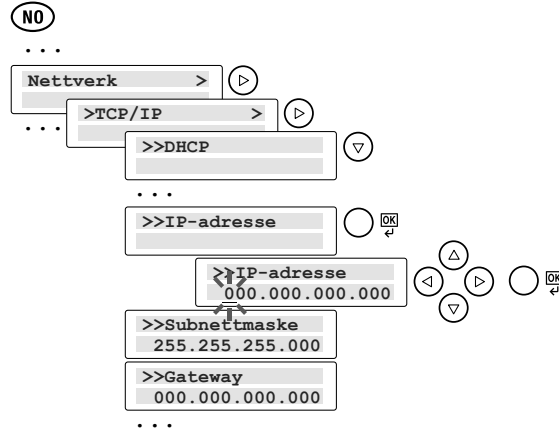 NO
. . .
Nettverk >
. . .
>TCP/IP >
>>DHCP
. . .
>>IP-adresse
OK
>>IP-adresse
000.000.000.000
OK
>>Subnettmaske
255.255.255.000
>>Gateway
000.000.000.000
. . .